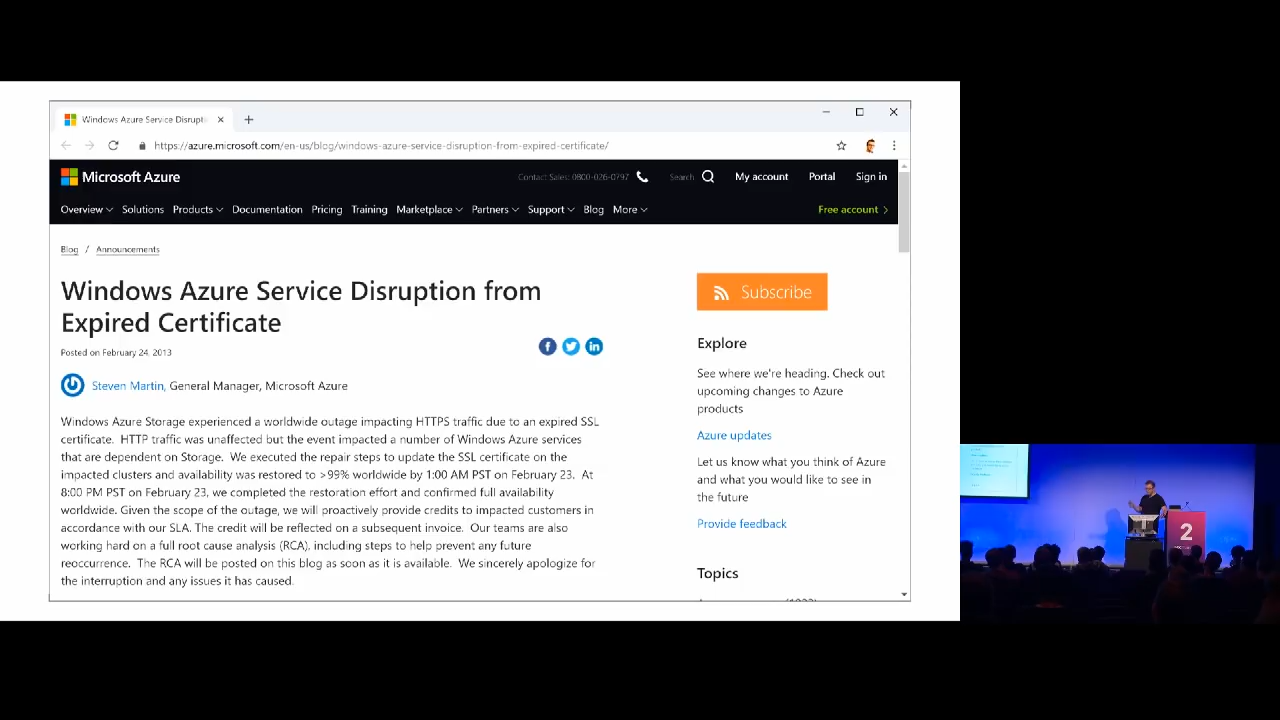 Windows Azure Service Disrupti
https://azure.microsoft.com/en-us/blog/windows-azure-service-disruption-from-expired-certificate/
Microsoft Azure
Contact Sales: 0800-026-0797
Search
My account
Portal
Sign in
Overview
Solutions
Products
Documentation
Pricing
Training
Marketplace
Partners
Support
Blog
More
Free account
Blog / Announcements
Windows Azure Service Disruption from
Expired Certificate
Posted on February 24, 2013
Steven Martin, General Manager, Microsoft Azure
Windows Azure Storage experienced a worldwide outage impacting HTTPS traffic due to an expired SSL
certificate. HTTP traffic was unaffected but the event impacted a number of Windows Azure services
that are dependent on Storage. We executed the repair steps to update the SSL certificate on the
impacted clusters and availability was restored to >99% worldwide by 1:00 AM PST on February 23. At
8:00 PM PST on February 23, we completed the restoration effort and confirmed full availability
worldwide. Given the scope of the outage, we will proactively provide credits to impacted customers in
accordance with our SLA. The credit will be reflected on a subsequent invoice. Our teams are also
working hard on a full root cause analysis (RCA), including steps to help prevent any future
reoccurrence. The RCA will be posted on this blog as soon as it is available. We sincerely apologize for
the interruption and any issues it has caused.
Subscribe
Explore
See where we're heading. Check out
upcoming changes to Azure
products
Azure updates
Let us know what you think of Azure
and what you would like to see in
the future
Provide feedback
Topics
2